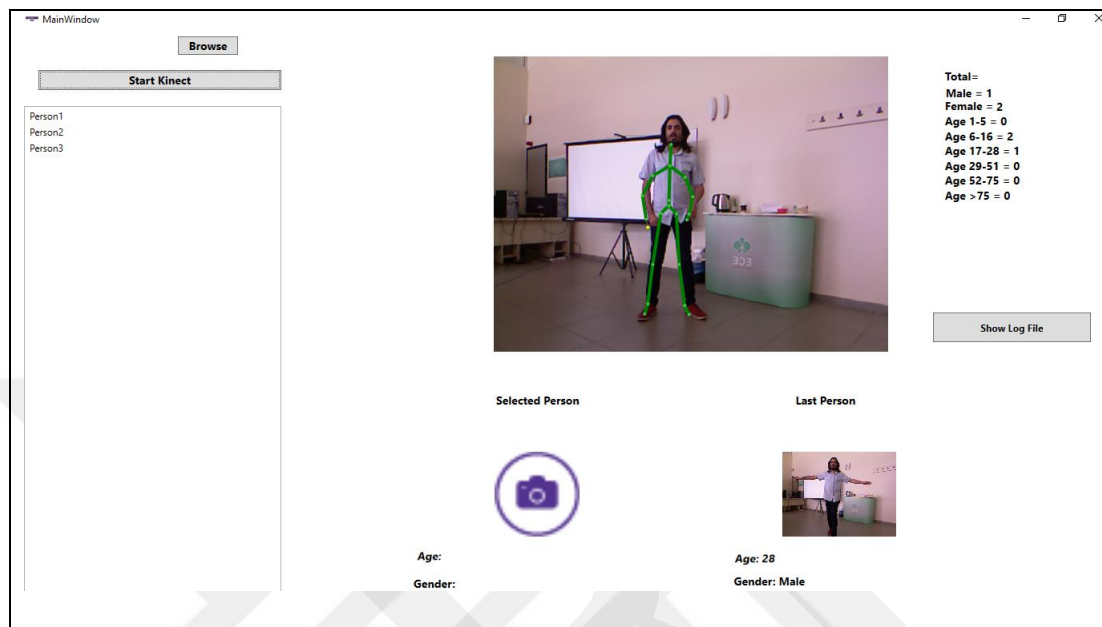 MainWindow
Browse
Start Kinect
Person1
Person2
Person3
Total=
Male = 1
Female = 2
Age 1-5 = 0
Age 6-16 = 2
Age 17-28 = 1
Age 29-51 = 0
Age 52-75 = 0
Age >75 = 0
ECE
Show Log File
Selected Person
Last Person
Age:
Age: 28
Gender:
Gender: Male